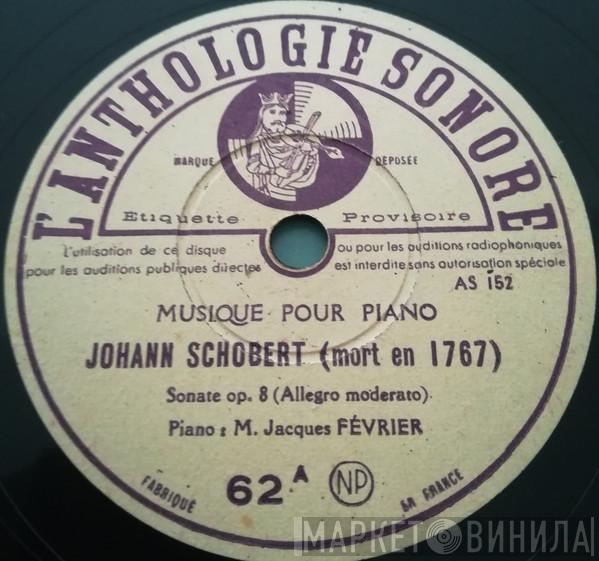 L'ANTHOLOGIE SONORE
MARQUE DÉPOSÉE
Etiquette Provisoire
L'utilisation de ce disque ou pour les auditions radiophoniques
pour les auditions publiques directes est interdite sans autorisation spéciale
AS 152
MUSIQUE POUR PIANO
JOHANN SCHOBERT (mort en 1767)
Sonate op. 8 (Allegro moderato)
Piano : M. Jacques FÉVRIER
62 A NP
FABRIQUÉ EN FRANCE
МАРКЕТ ВИНИЛА